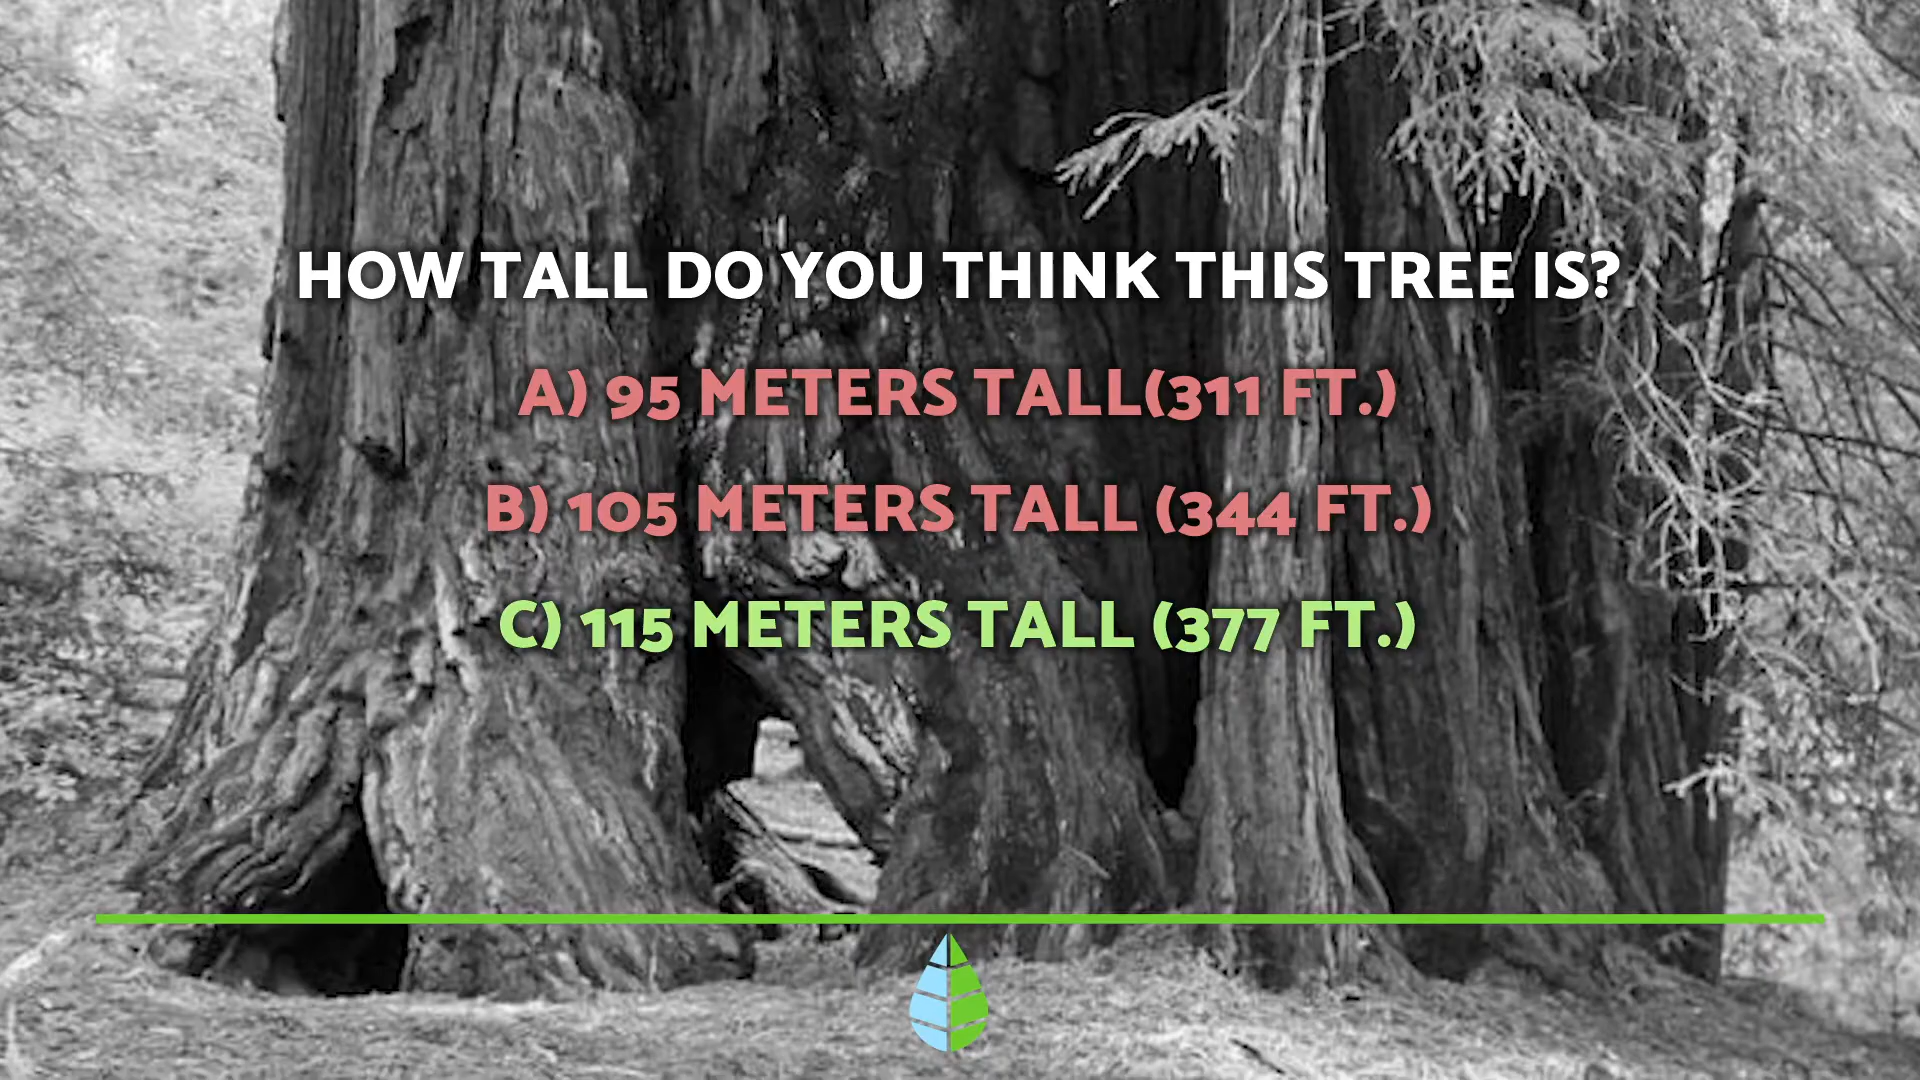 HOW TALL DO YOU THINK THIS TREE IS?
A) 95 METERS TALL(311 FT.)
B) 105 METERS TALL (344 FT.)
C) 115 METERS TALL (377 FT.)